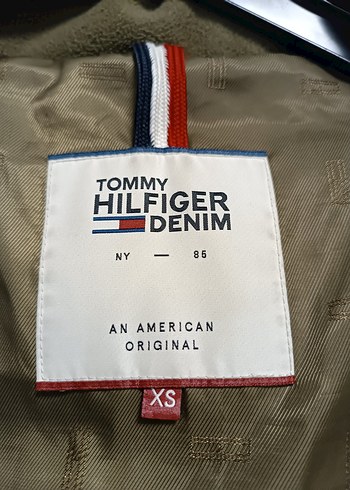 TOMMY
HILFIGER
DENIM
NY — 85
AN AMERICAN
ORIGINAL
XS